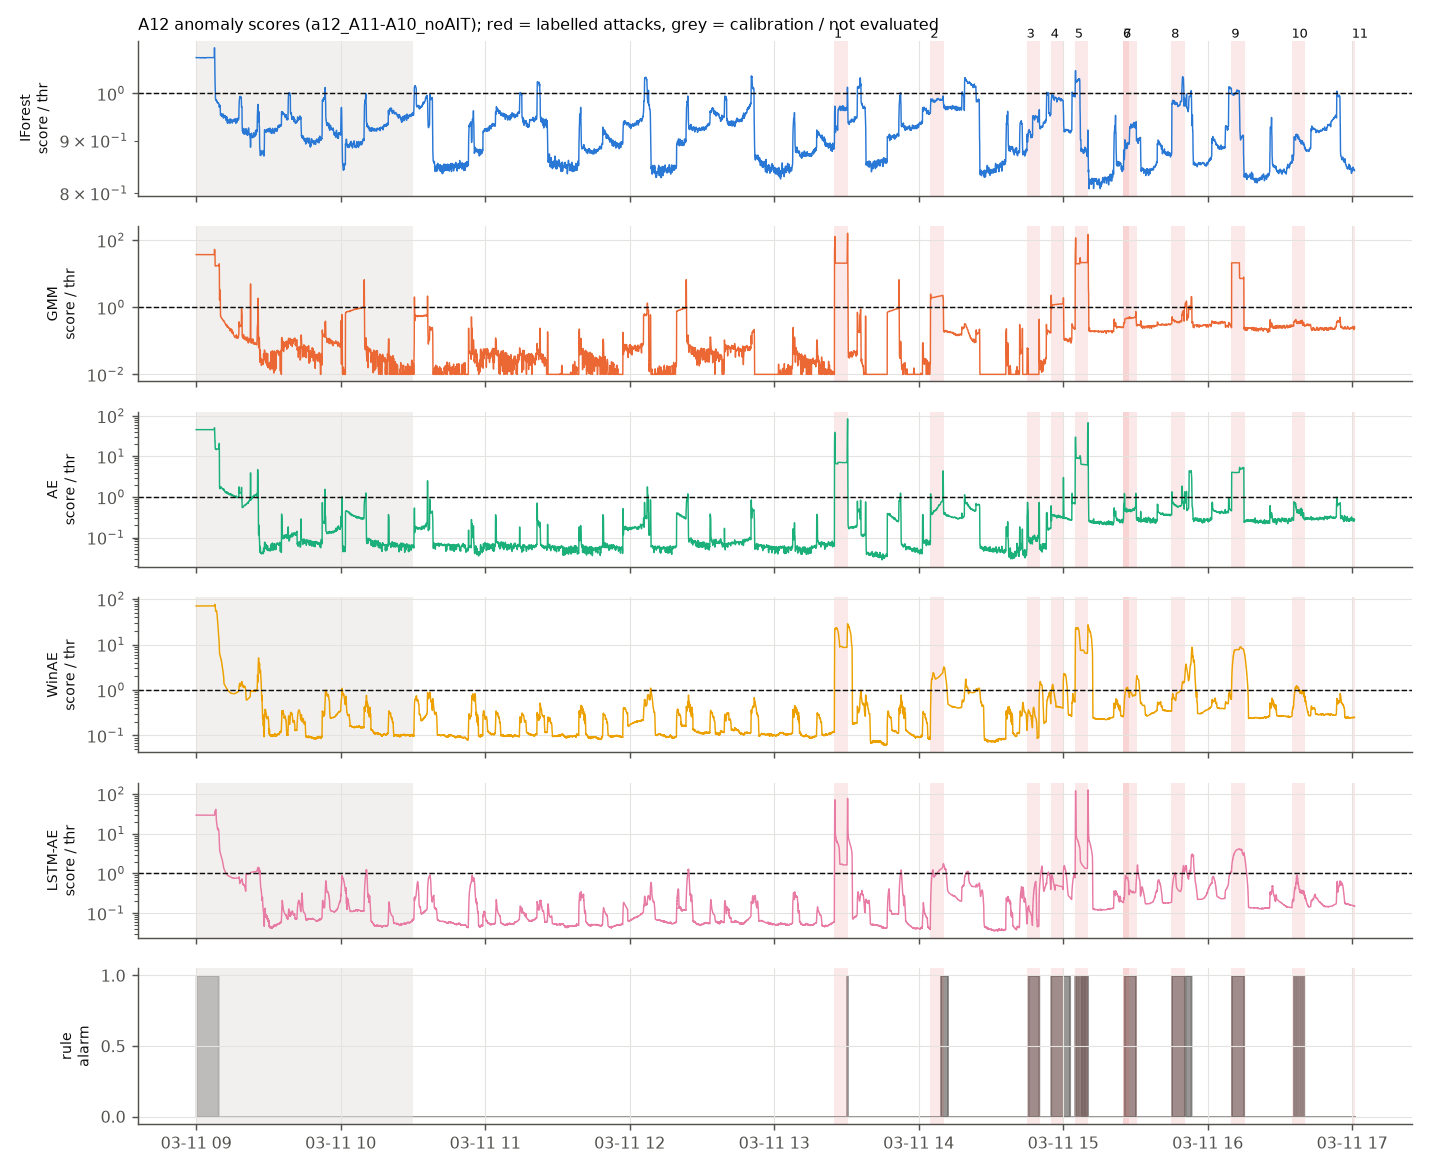 A12 anomaly scores (a12_A11-A10_noAIT); red = labelled attacks, grey = calibration / not evaluated
1 2 3 4 5 6 7 8 9 10 11
IForest
score / thr
10⁰
9 × 10⁻¹
8 × 10⁻¹
GMM
score / thr
10²
10⁰
10⁻²
AE
score / thr
10²
10¹
10⁰
10⁻¹
WinAE
score / thr
10²
10¹
10⁰
10⁻¹
LSTM-AE
score / thr
10²
10¹
10⁰
10⁻¹
rule
alarm
1.0
0.5
0.0
03-11 09 03-11 10 03-11 11 03-11 12 03-11 13 03-11 14 03-11 15 03-11 16 03-11 17